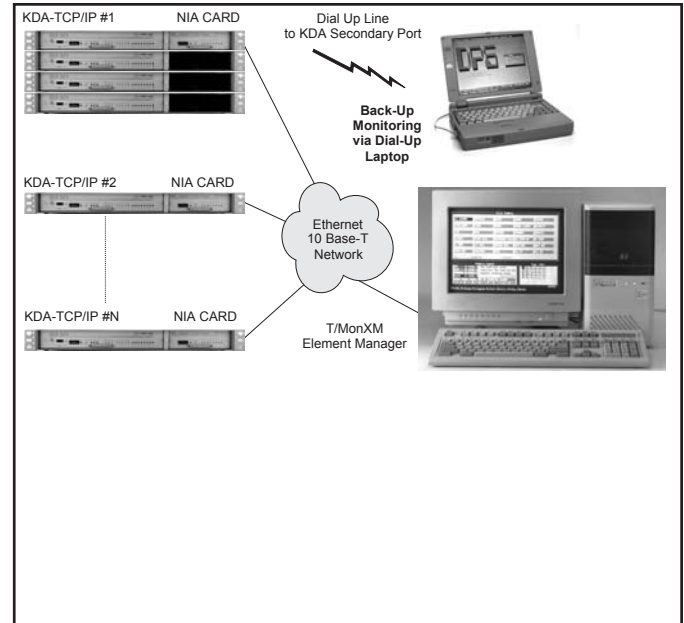 KDA-TCP/IP #1
NIA CARD
Dial Up Line
to KDA Secondary Port
DPG
Back-Up
Monitoring
via Dial-Up
Laptop
KDA-TCP/IP #2
NIA CARD
Ethernet
10 Base-T
Network
KDA-TCP/IP #N
NIA CARD
T/MonXM
Element Manager